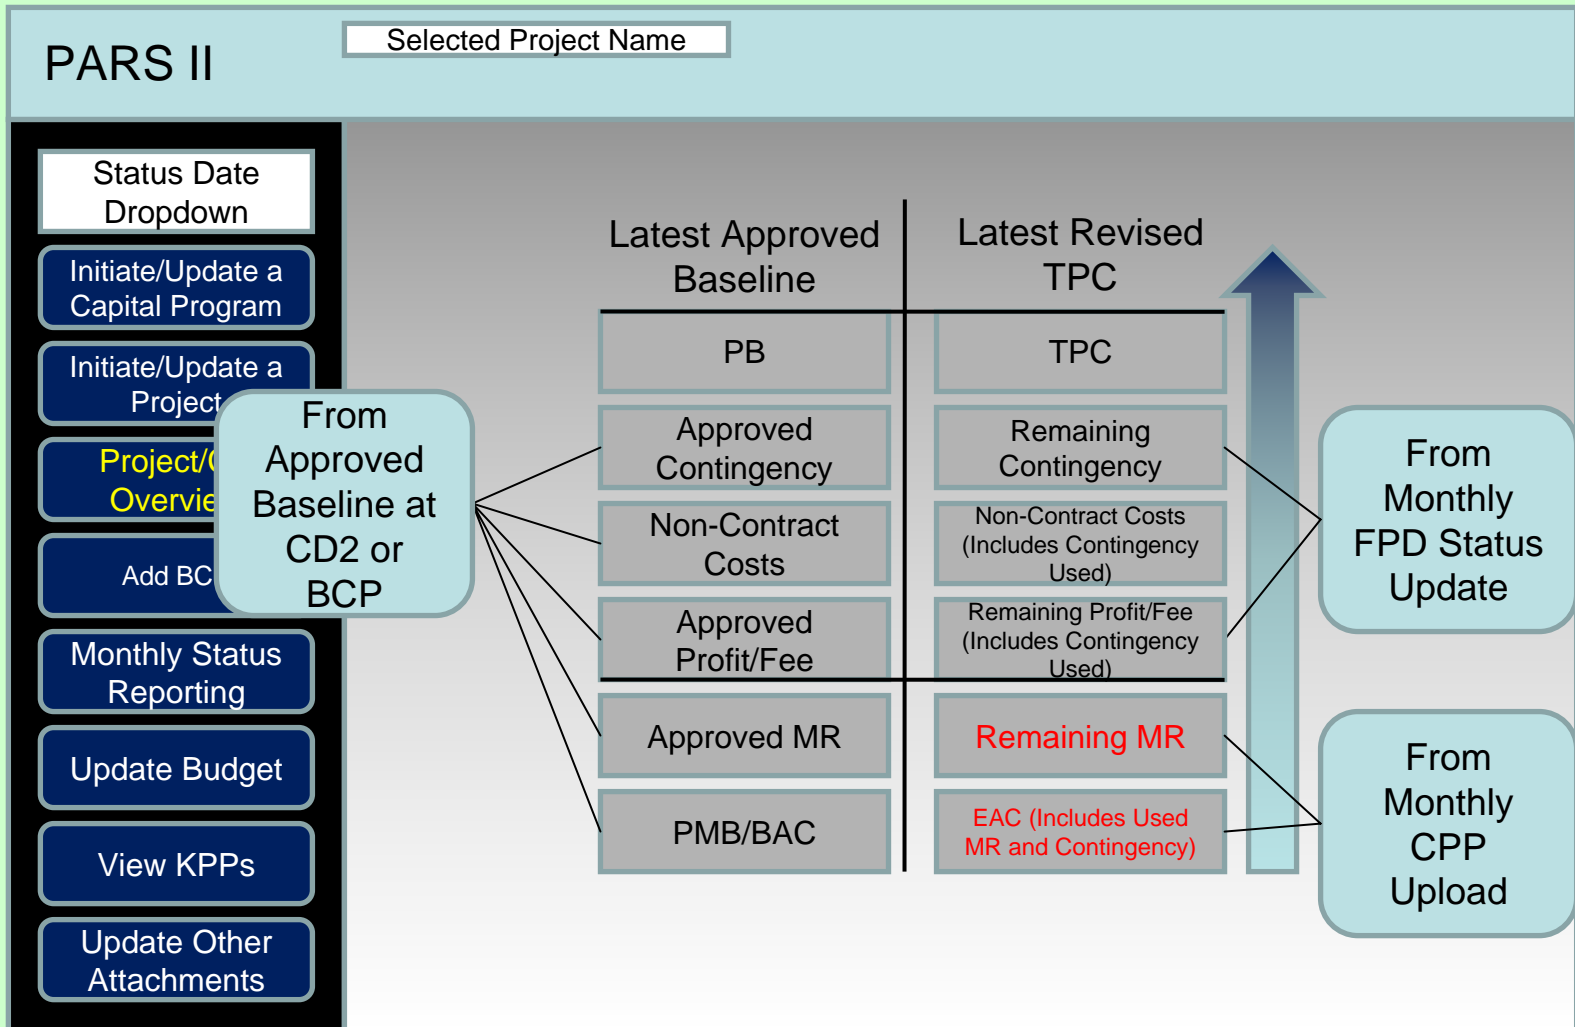 PARS II
Selected Project Name
Status Date
Dropdown
Initiate/Update a
Capital Program
Initiate/Update a
Project
Project/
Overvie
Add BC
Monthly Status
Reporting
Update Budget
View KPPs
Update Other
Attachments
From
Approved
Baseline at
CD2 or
BCP
Latest Approved
Baseline
PB
Approved
Contingency
Non-Contract
Costs
Approved
Profit/Fee
Approved MR
PMB/BAC
Latest Revised
TPC
TPC
Remaining
Contingency
Non-Contract Costs
(Includes Contingency
Used)
Remaining Profit/Fee
(Includes Contingency
Used)
Remaining MR
EAC (Includes Used
MR and Contingency)
From
Monthly
FPD Status
Update
From
Monthly
CPP
Upload